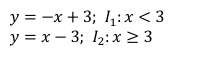 y = −x + 3; I₁: x < 3
y = x − 3; I₂: x ≥ 3